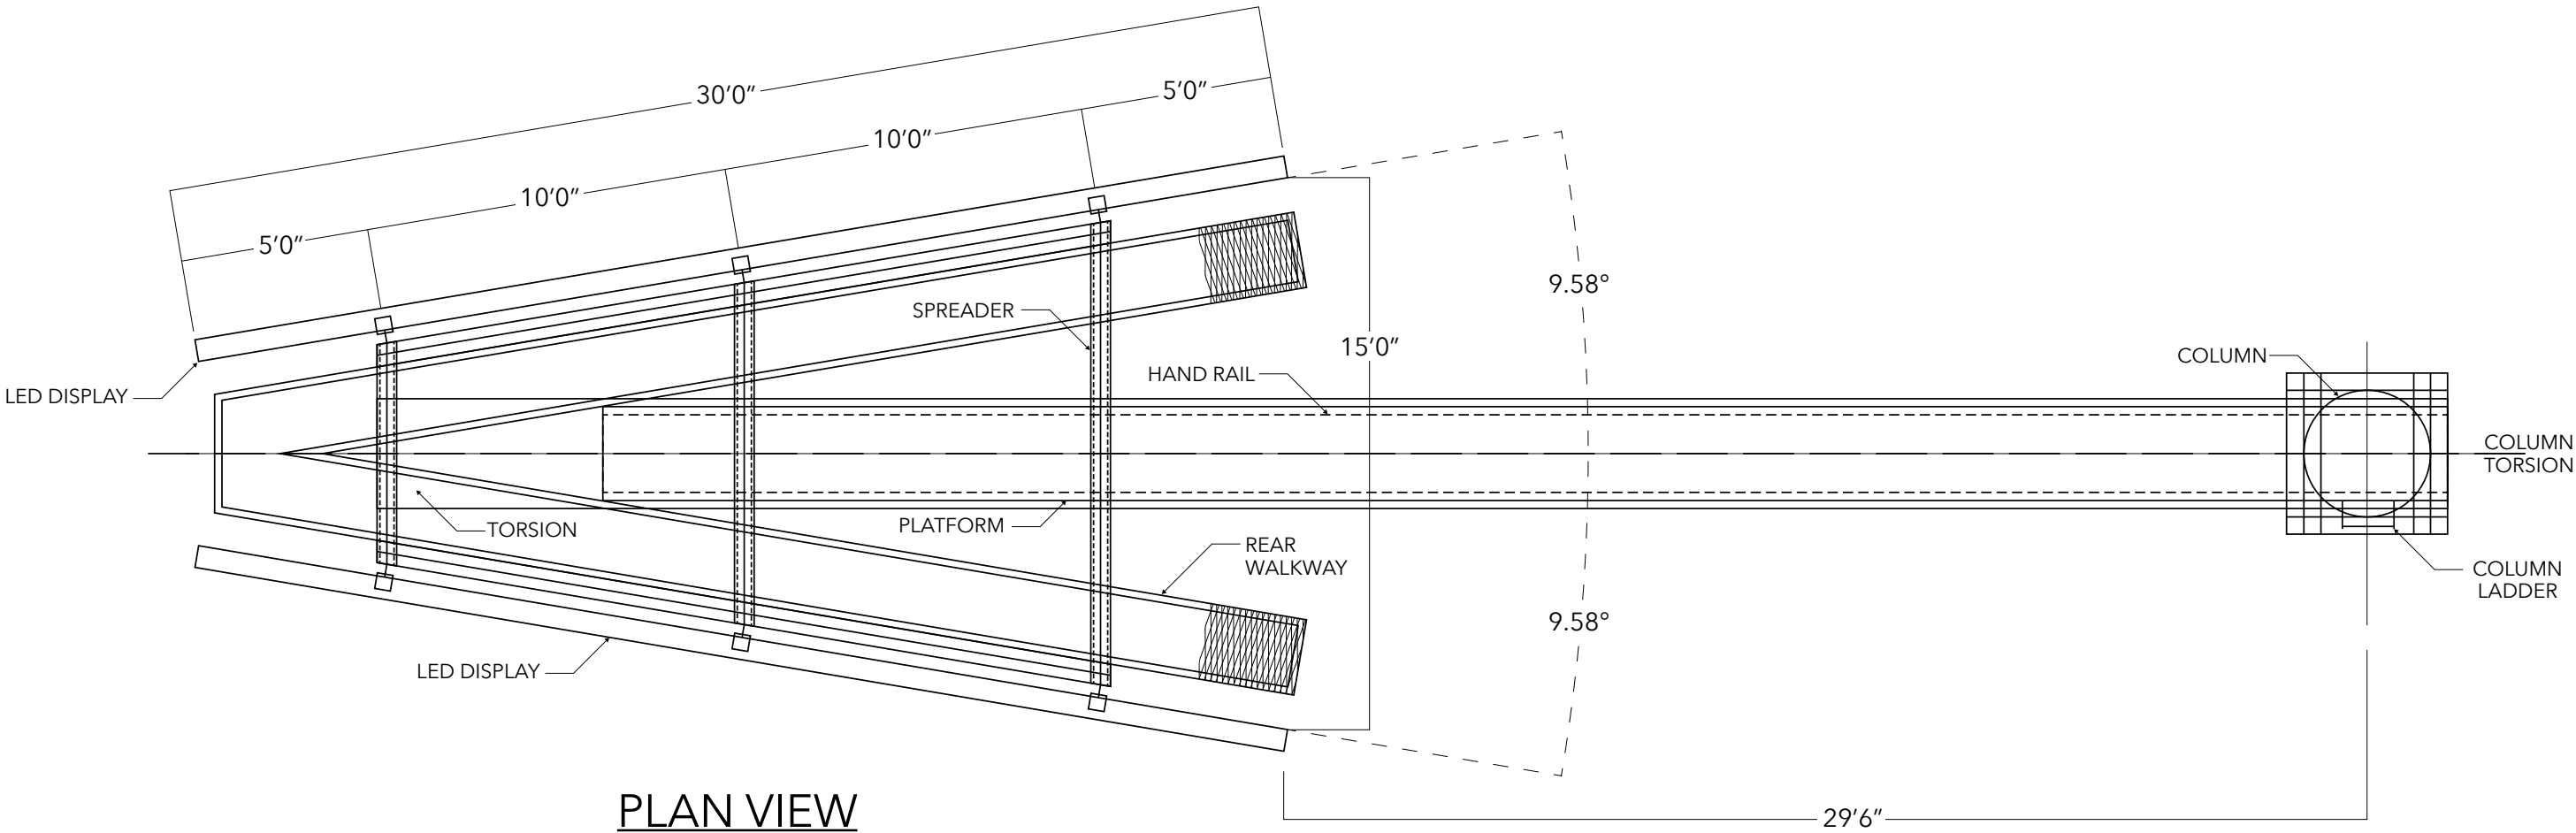 30’0”
5’0”
10’0”
10’0”
5’0”
9.58°
SPREADER
15’0”
COLUMN
HAND RAIL
LED DISPLAY
COLUMN
TORSION
TORSION
PLATFORM
REAR
WALKWAY
COLUMN
LADDER
9.58°
LED DISPLAY
PLAN VIEW
29’6”